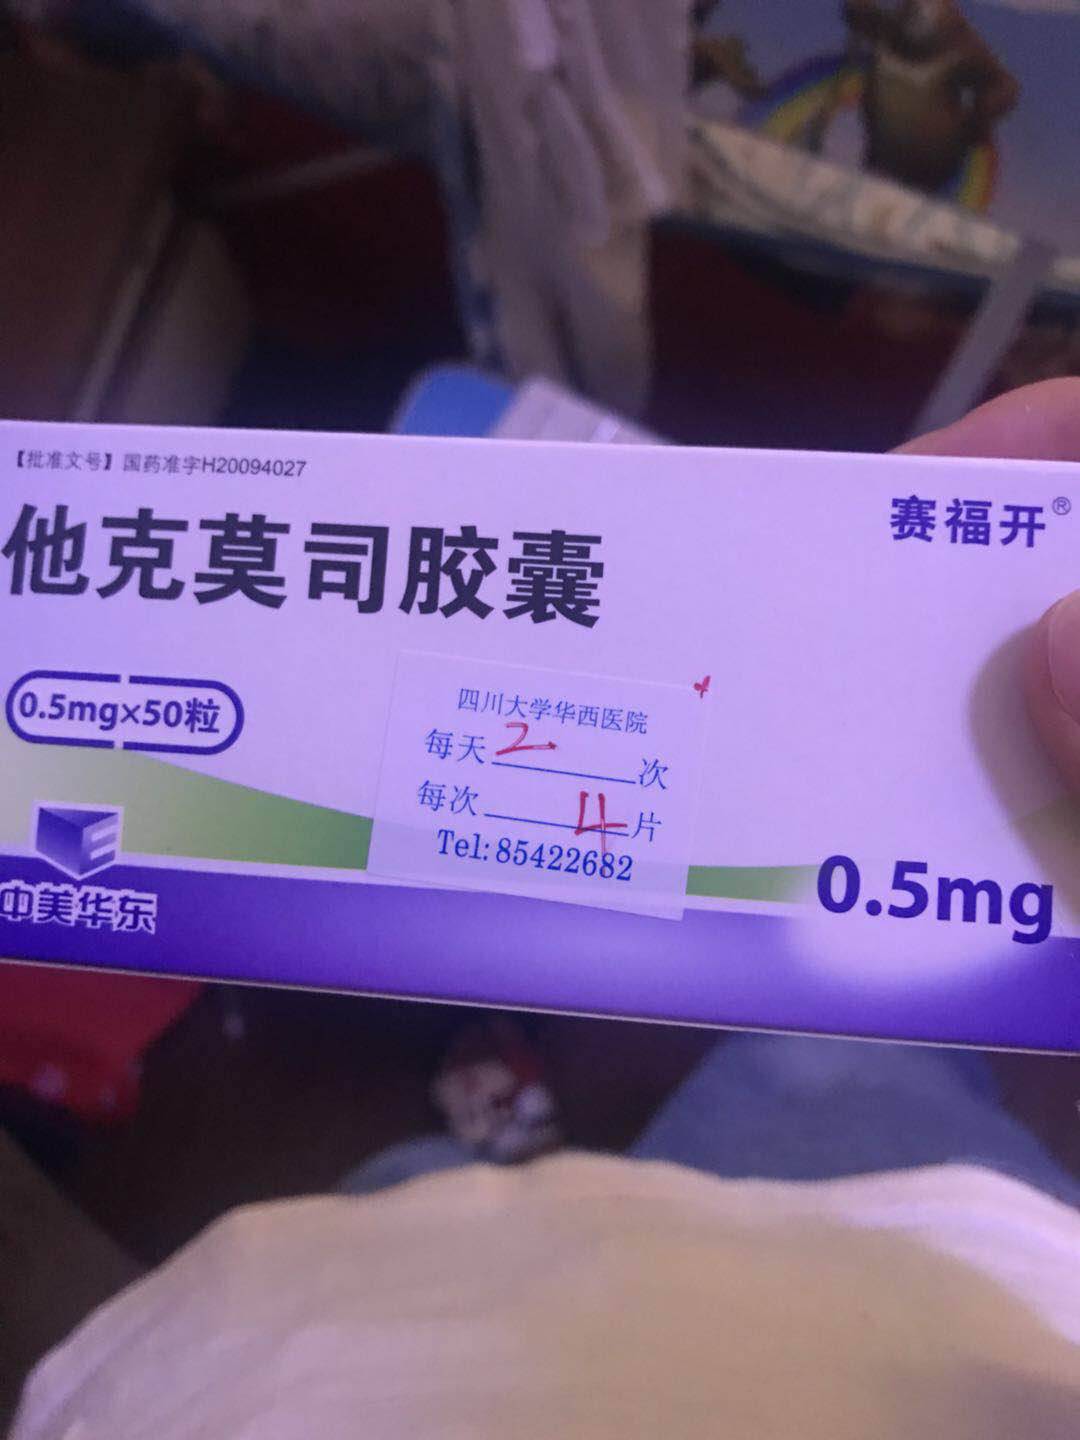 【批准文号】国药准字H20094027
赛福开®
他克莫司胶囊
0.5mg×50粒
四川大学华西医院
每天2次
每次4片
Tel:85422682
中美华东
0.5mg